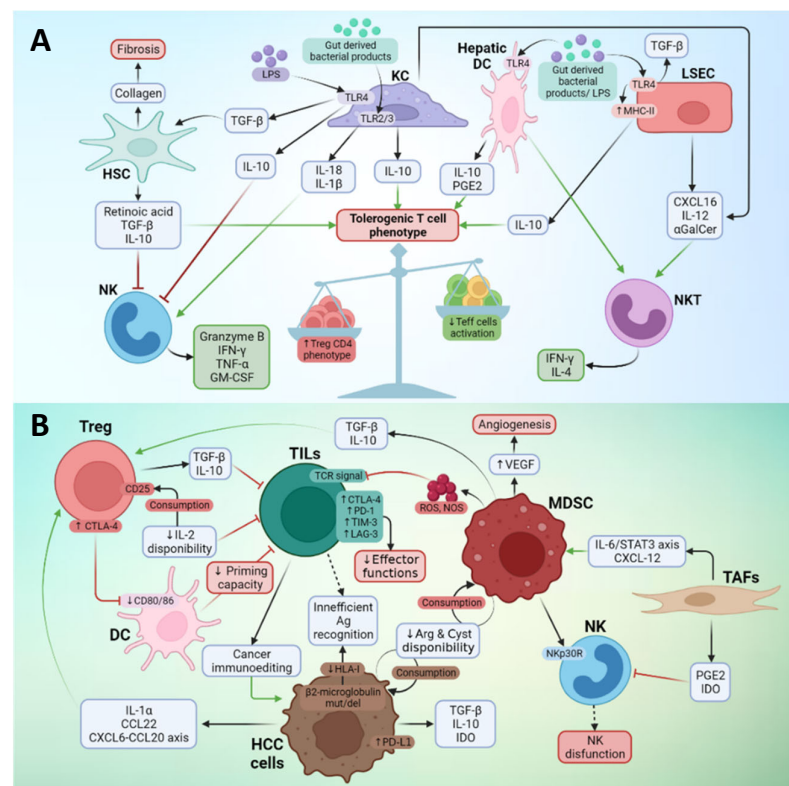 A
Fibrosis
Collagen
HSC
Retinoic acid
TGF-β
IL-10
NK
Granzyme B
IFN-γ
TNF-α
GM-CSF
LPS
Gut derived
bacterial products
KC
TLR4
TLR2/3
TGF-β
IL-10
IL-18
IL-1β
IL-10
Hepatic
DC
TLR4
IL-10
PGE2
Gut derived
bacterial
products/ LPS
TGF-β
LSEC
TLR4
↑MHC-II
IL-10
CXCL16
IL-12
αGalCer
NKT
IFN-γ
IL-4
Tolerogenic T cell
phenotype
↑Treg CD4
phenotype
↓Teff cells
activation
B
Treg
CD25
↑ CTLA-4
TGF-β
IL-10
Consumption
↓IL-2
disponibility
↓CD80/86
DC
↓ Priming
capacity
TILs
TCR signal
↑CTLA-4
↑PD-1
↑TIM-3
↑LAG-3
↓Effector
functions
TGF-β
IL-10
ROS, NOS
Angiogenesis
↑VEGF
MDSC
IL-6/STAT3 axis
CXCL-12
TAFs
PGE2
IDO
NK
NKp30R
NK
disfunction
Consumption
↓Arg & Cyst
disponibility
Consumption
Innefficient
Ag
recognition
Cancer
immunoediting
↓HLA-I
β2-microglobulin
mut/del
↑PD-L1
HCC
cells
IL-1α
CCL22
CXCL6-CCL20 axis
TGF-β
IL-10
IDO